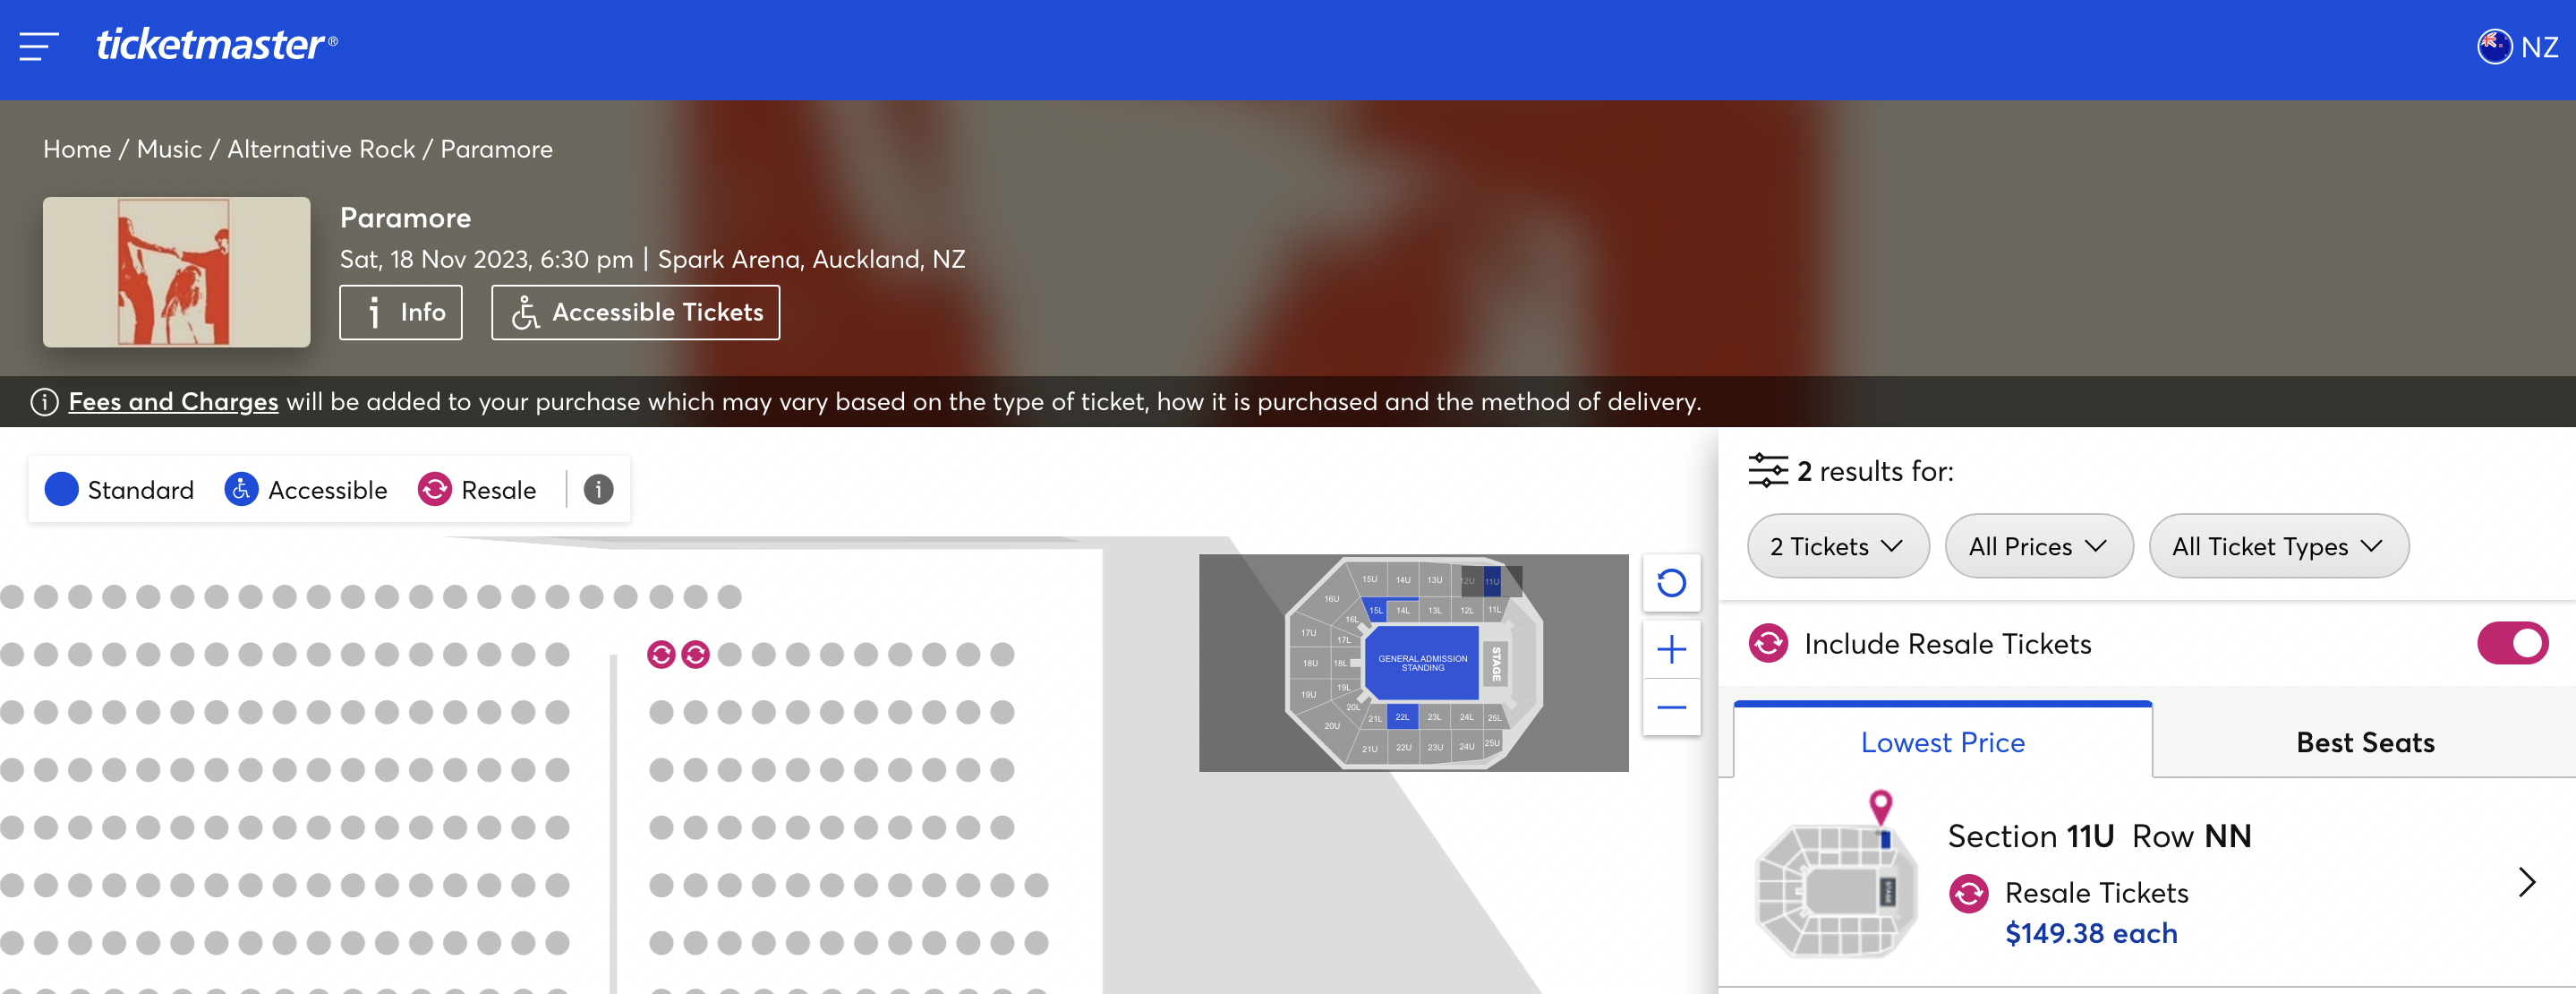 ticketmaster®
NZ
Home / Music / Alternative Rock / Paramore
Paramore
Sat, 18 Nov 2023, 6:30 pm | Spark Arena, Auckland, NZ
Info
Accessible Tickets
Fees and Charges will be added to your purchase which may vary based on the type of ticket, how it is purchased and the method of delivery.
Standard
Accessible
Resale
15U 14U 13U 12U 11U
16U
15L 14L 13L 12L 11L
16L
17U 17L
18U 18L
19U 19L
20L
20U
GENERAL ADMISSION
STANDING
STAGE
21L 22L 23L 24L 25L
21U 22U 23U 24U 25U
2 results for:
2 Tickets
All Prices
All Ticket Types
Include Resale Tickets
Lowest Price
Best Seats
Section 11U Row NN
Resale Tickets
$149.38 each
STAGE